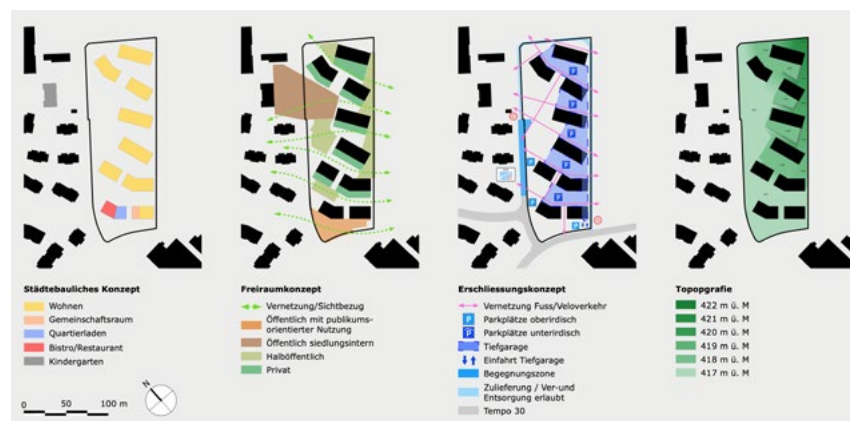 Städtebauliches Konzept
Wohnen
Gemeinschaftsraum
Quartierladen
Bistro/Restaurant
Kindergarten
N
0 50 100 m
Freiraumkonzept
Vernetzung/Sichtbezug
Öffentlich mit publikums-
orientierter Nutzung
Öffentlich siedlungsintern
Halböffentlich
Privat
Erschliessungskonzept
Vernetzung Fuss/Veloverkehr
P Parkplätze oberirdisch
P Parkplätze unterirdisch
Tiefgarage
Einfahrt Tiefgarage
Begegnungszone
Zulieferung / Ver-und
Entsorgung erlaubt
Tempo 30
Topopgrafie
422 m ü. M
421 m ü. M
420 m ü. M
419 m ü. M
418 m ü. M
417 m ü. M
P
P
P
P
P
P
P
P